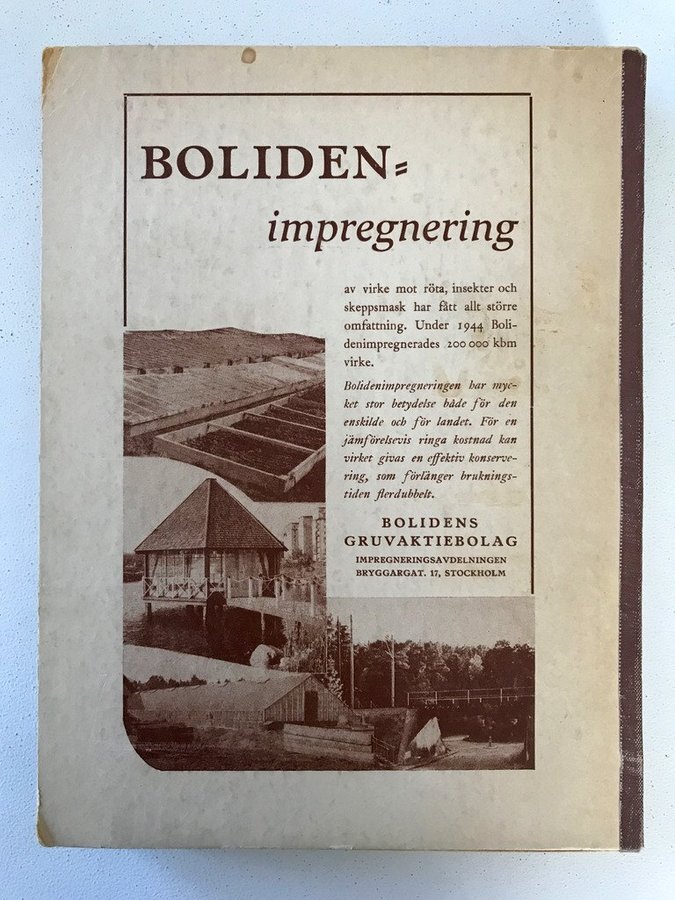 BOLIDEN=
impregnering
av virke mot röta, insekter och
skeppsmask har fått allt större
omfattning. Under 1944 Boli-
denimpregnerades 200 000 kbm
virke.
Bolidenimpregneringen har myc-
ket stor betydelse både för den
enskilde och för landet. För en
jämförelsevis ringa kostnad kan
virket givas en effektiv konserve-
ring, som förlänger bruknings-
tiden flerdubbelt.
BOLIDENS
GRUVAKTIEBOLAG
IMPREGNERINGSAVDELNINGEN
BRYGGARGAT. 17, STOCKHOLM